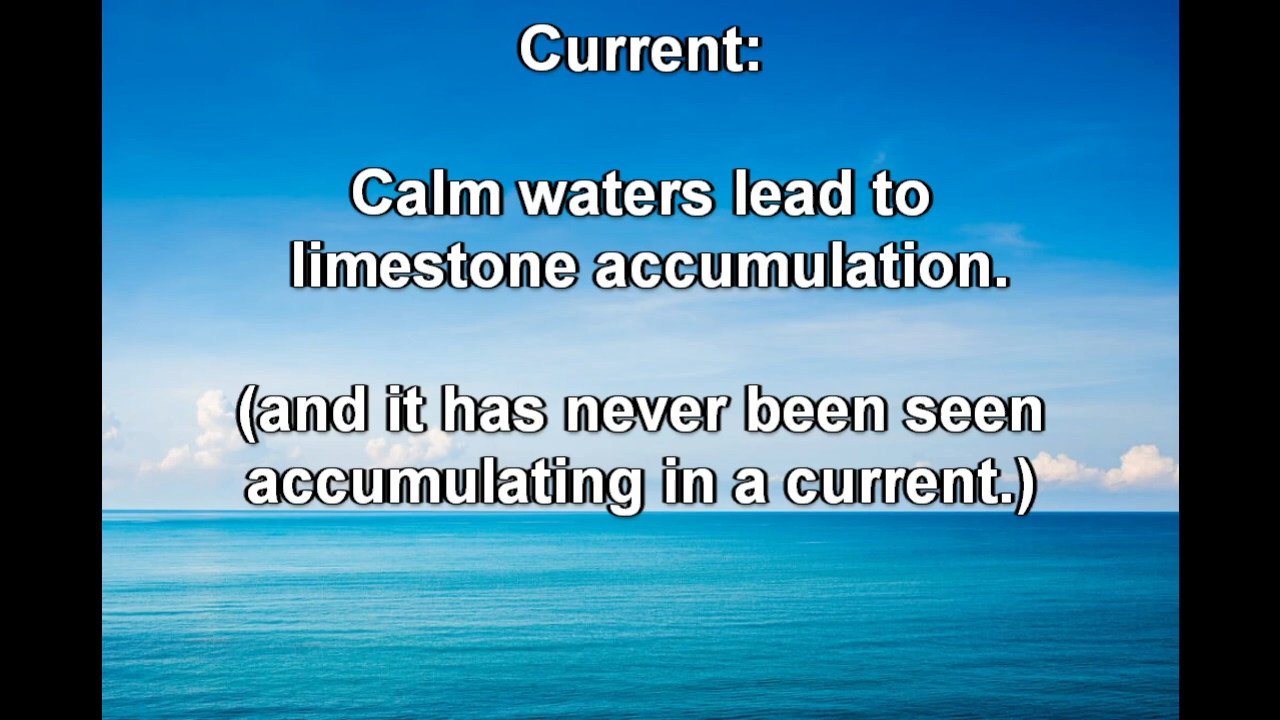 Current:
Calm waters lead to
limestone accumulation.
(and it has never been seen
accumulating in a current.)